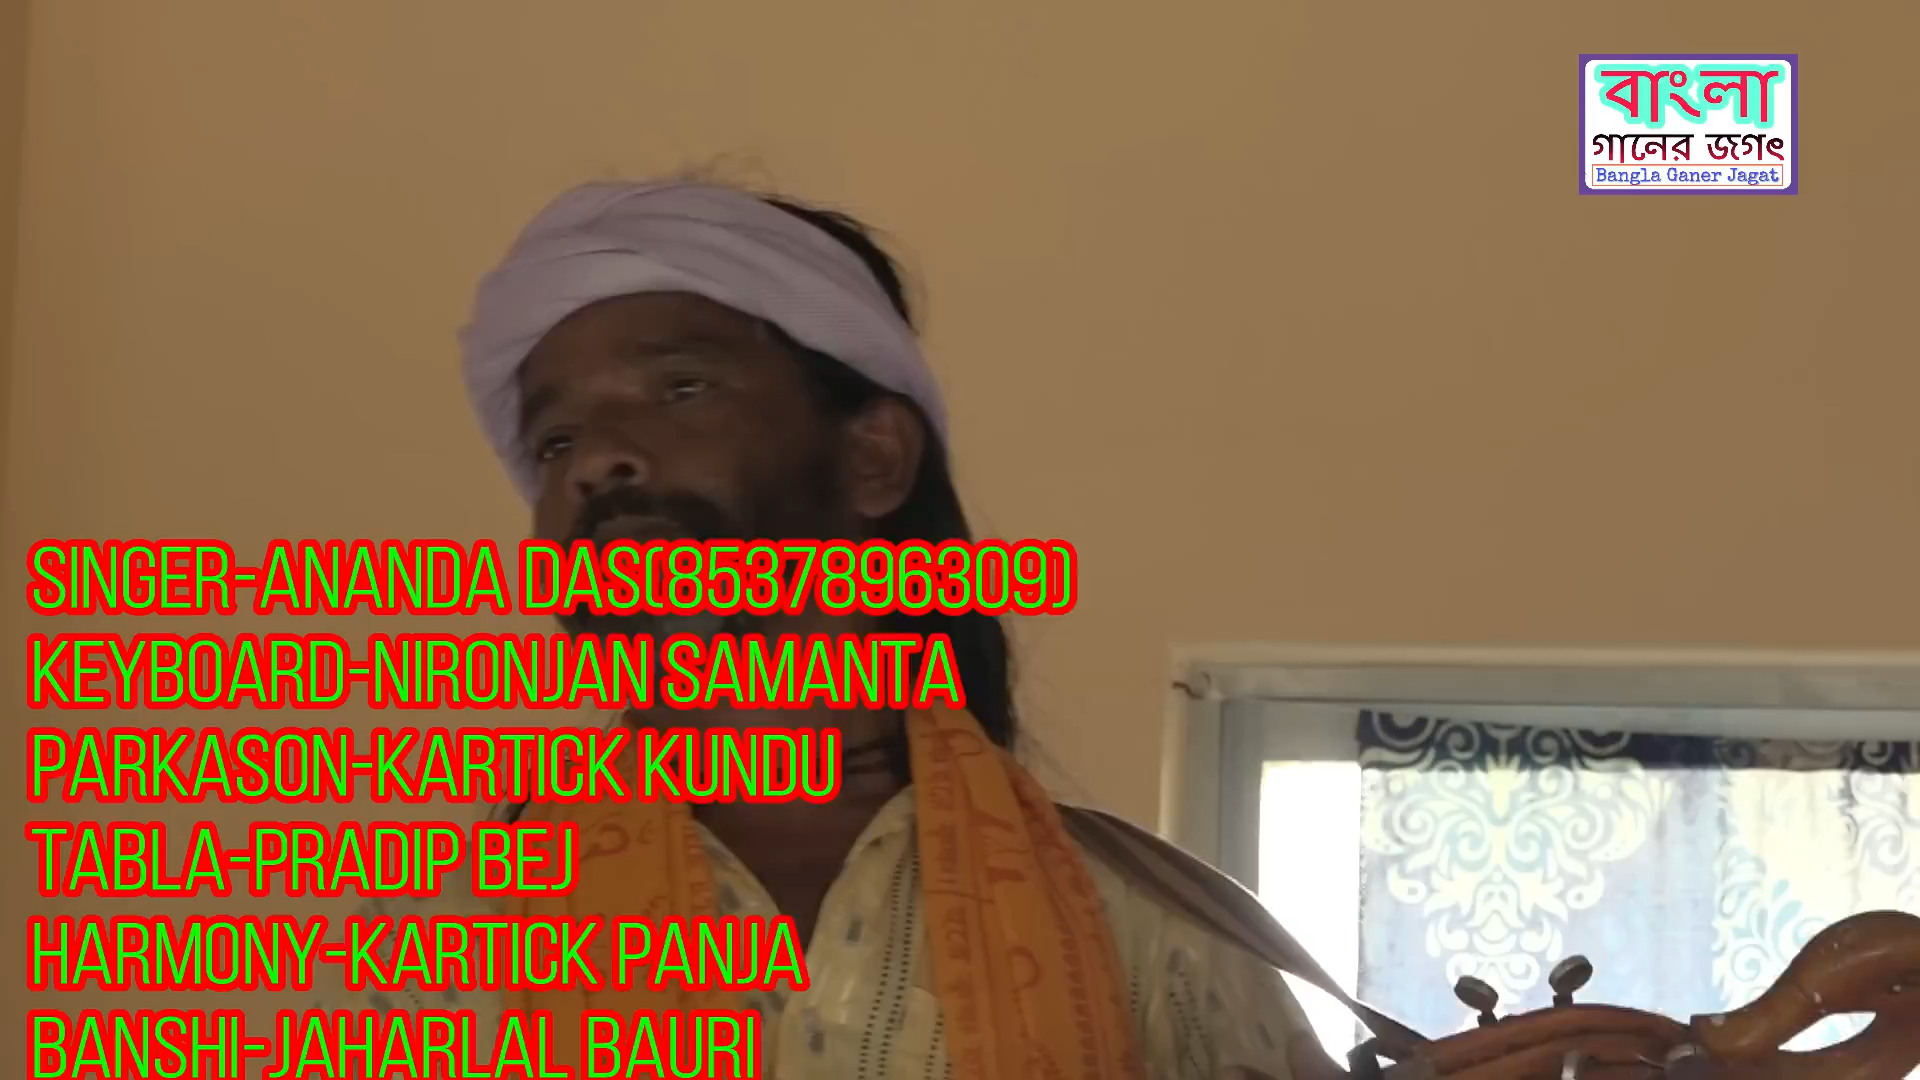 বাংলা
গানের জগৎ
Bangla Ganer Jagat
SINGER-ANANDA DAS(8537896309)
KEYBOARD-NIRONJAN SAMANTA
PARKASON-KARTICK KUNDU
TABLA-PRADIP BEJ
HARMONY-KARTICK PANJA
BANSHI-JAHARLAL BAURI